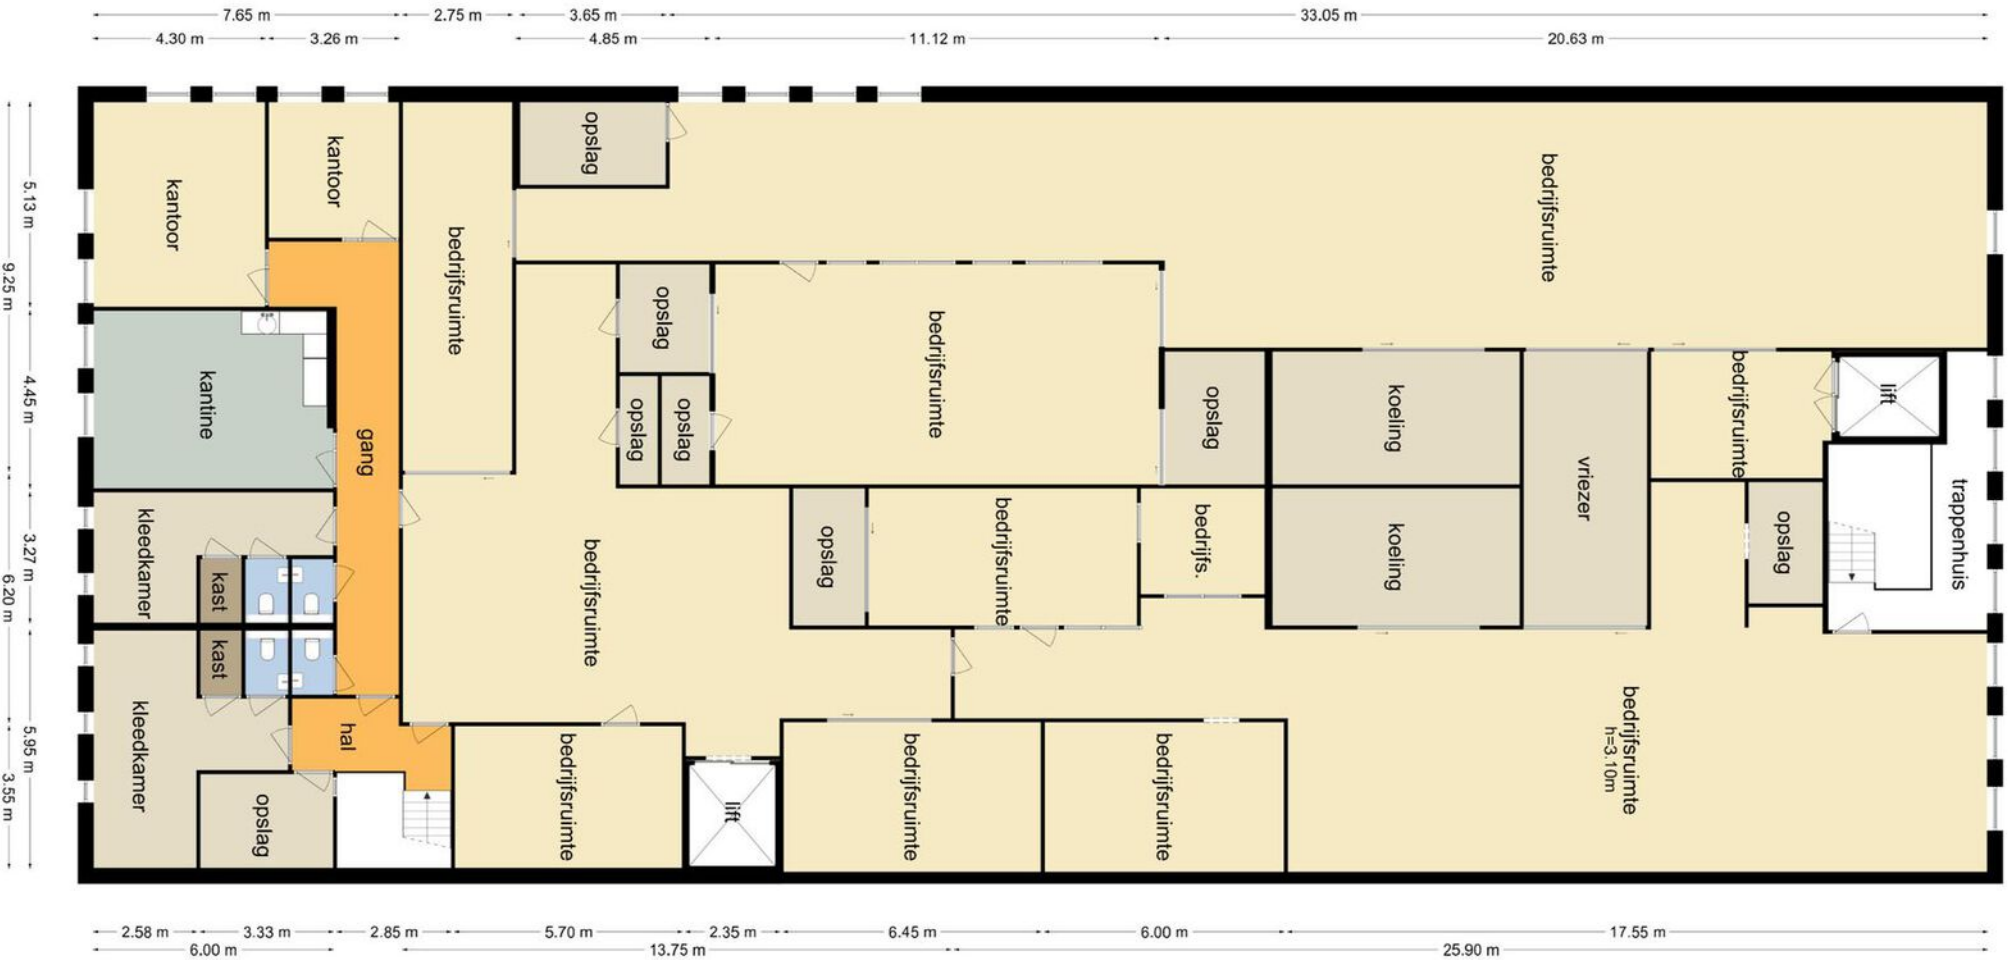 7.65 m 2.75 m 3.65 m 33.05 m
4.30 m 3.26 m 4.85 m 11.12 m 20.63 m
5.13 m
9.25 m
4.45 m
3.27 m
6.20 m
5.95 m
3.55 m
kantoor
kantoor
bedrijfsruimte
opslag
bedrijfsruimte
opslag
bedrijfsruimte
opslag
opslag
kantine
gang
opslag
koeling
vriezer
bedrijfsruimte
lift
trappenhuis
kleedkamer
kast
kast
bedrijfsruimte
opslag
bedrijfsruimte
bedrijfs.
koeling
opslag
kleedkamer
hal
opslag
bedrijfsruimte
lift
bedrijfsruimte
bedrijfsruimte
bedrijfsruimte
h=3.10m
2.58 m 3.33 m 2.85 m 5.70 m 2.35 m 6.45 m 6.00 m 17.55 m
6.00 m 13.75 m 25.90 m